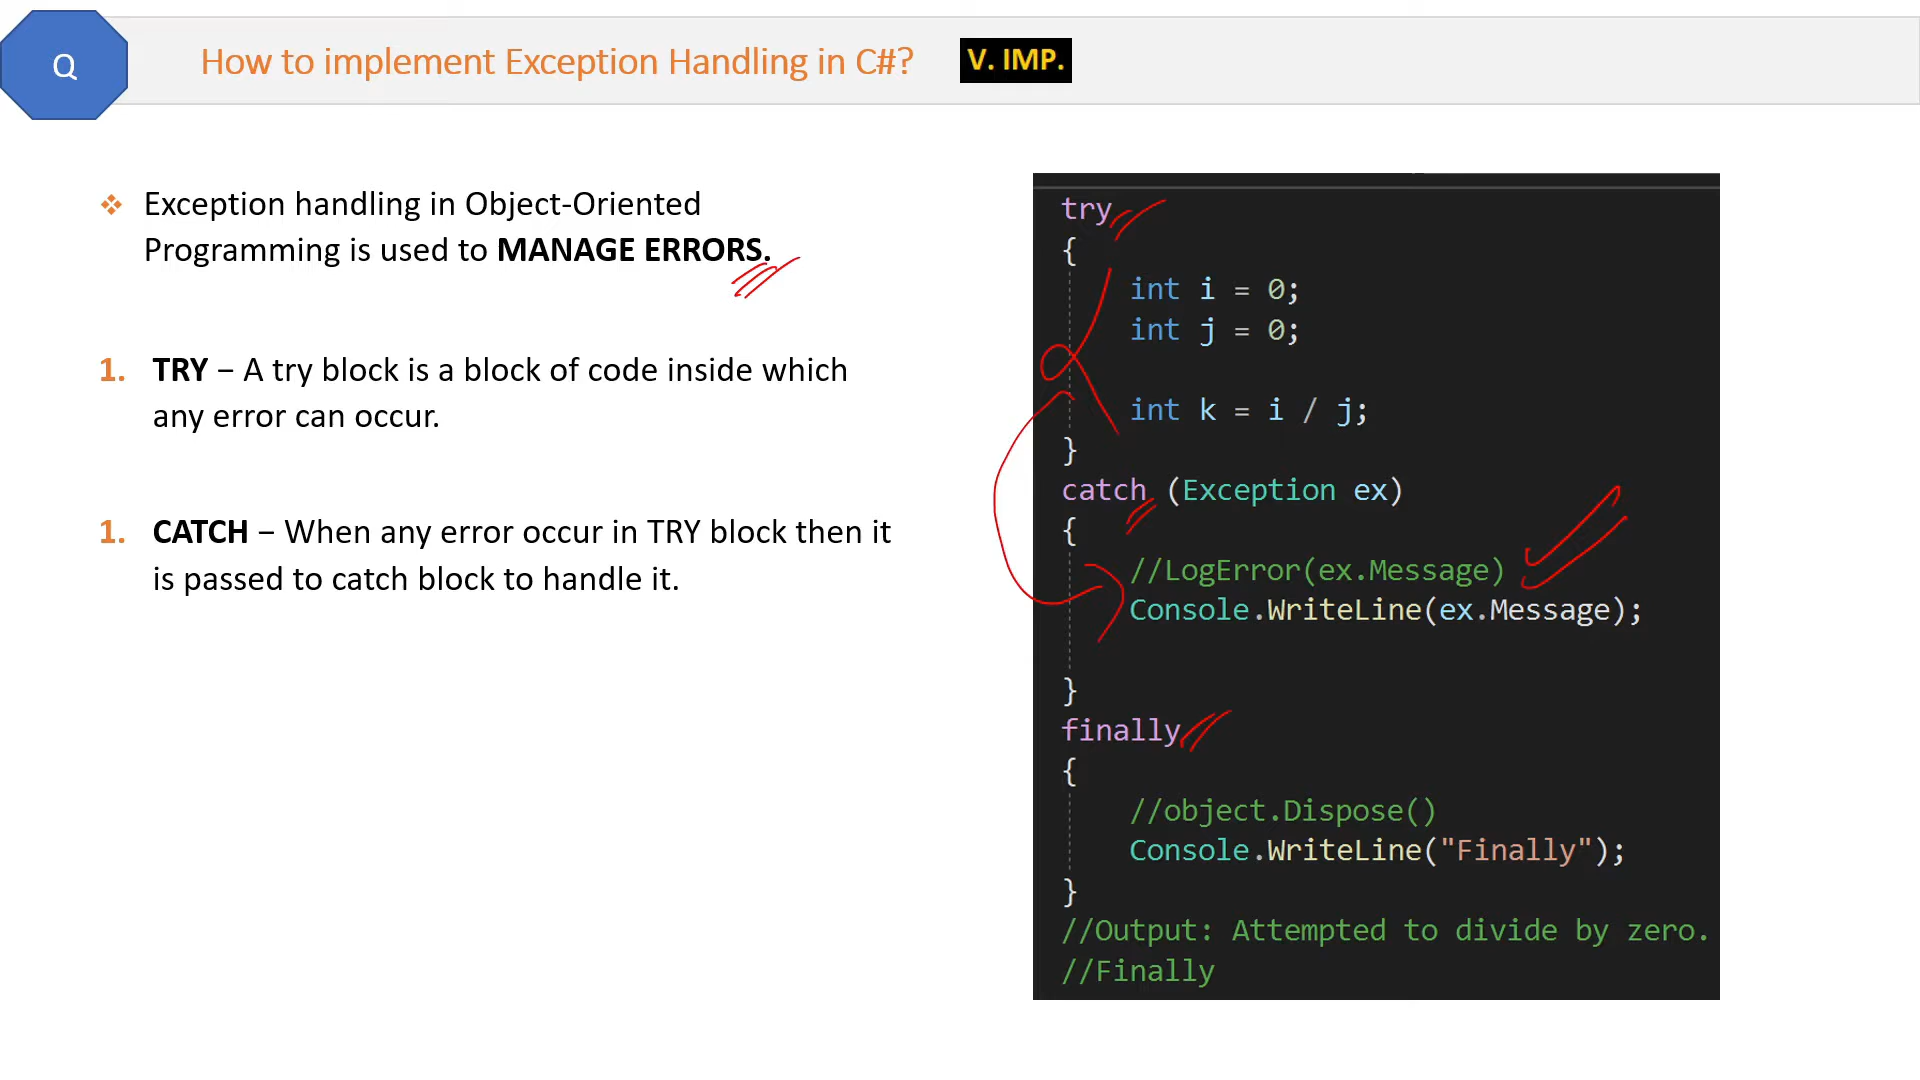 Q
How to implement Exception Handling in C#?
V. IMP.
❖ Exception handling in Object-Oriented
Programming is used to MANAGE ERRORS.
1. TRY – A try block is a block of code inside which
any error can occur.
1. CATCH – When any error occur in TRY block then it
is passed to catch block to handle it.
try
{
int i = 0;
int j = 0;
int k = i / j;
}
catch (Exception ex)
{
//LogError(ex.Message)
Console.WriteLine(ex.Message);
}
finally
{
//object.Dispose()
Console.WriteLine("Finally");
}
//Output: Attempted to divide by zero.
//Finally